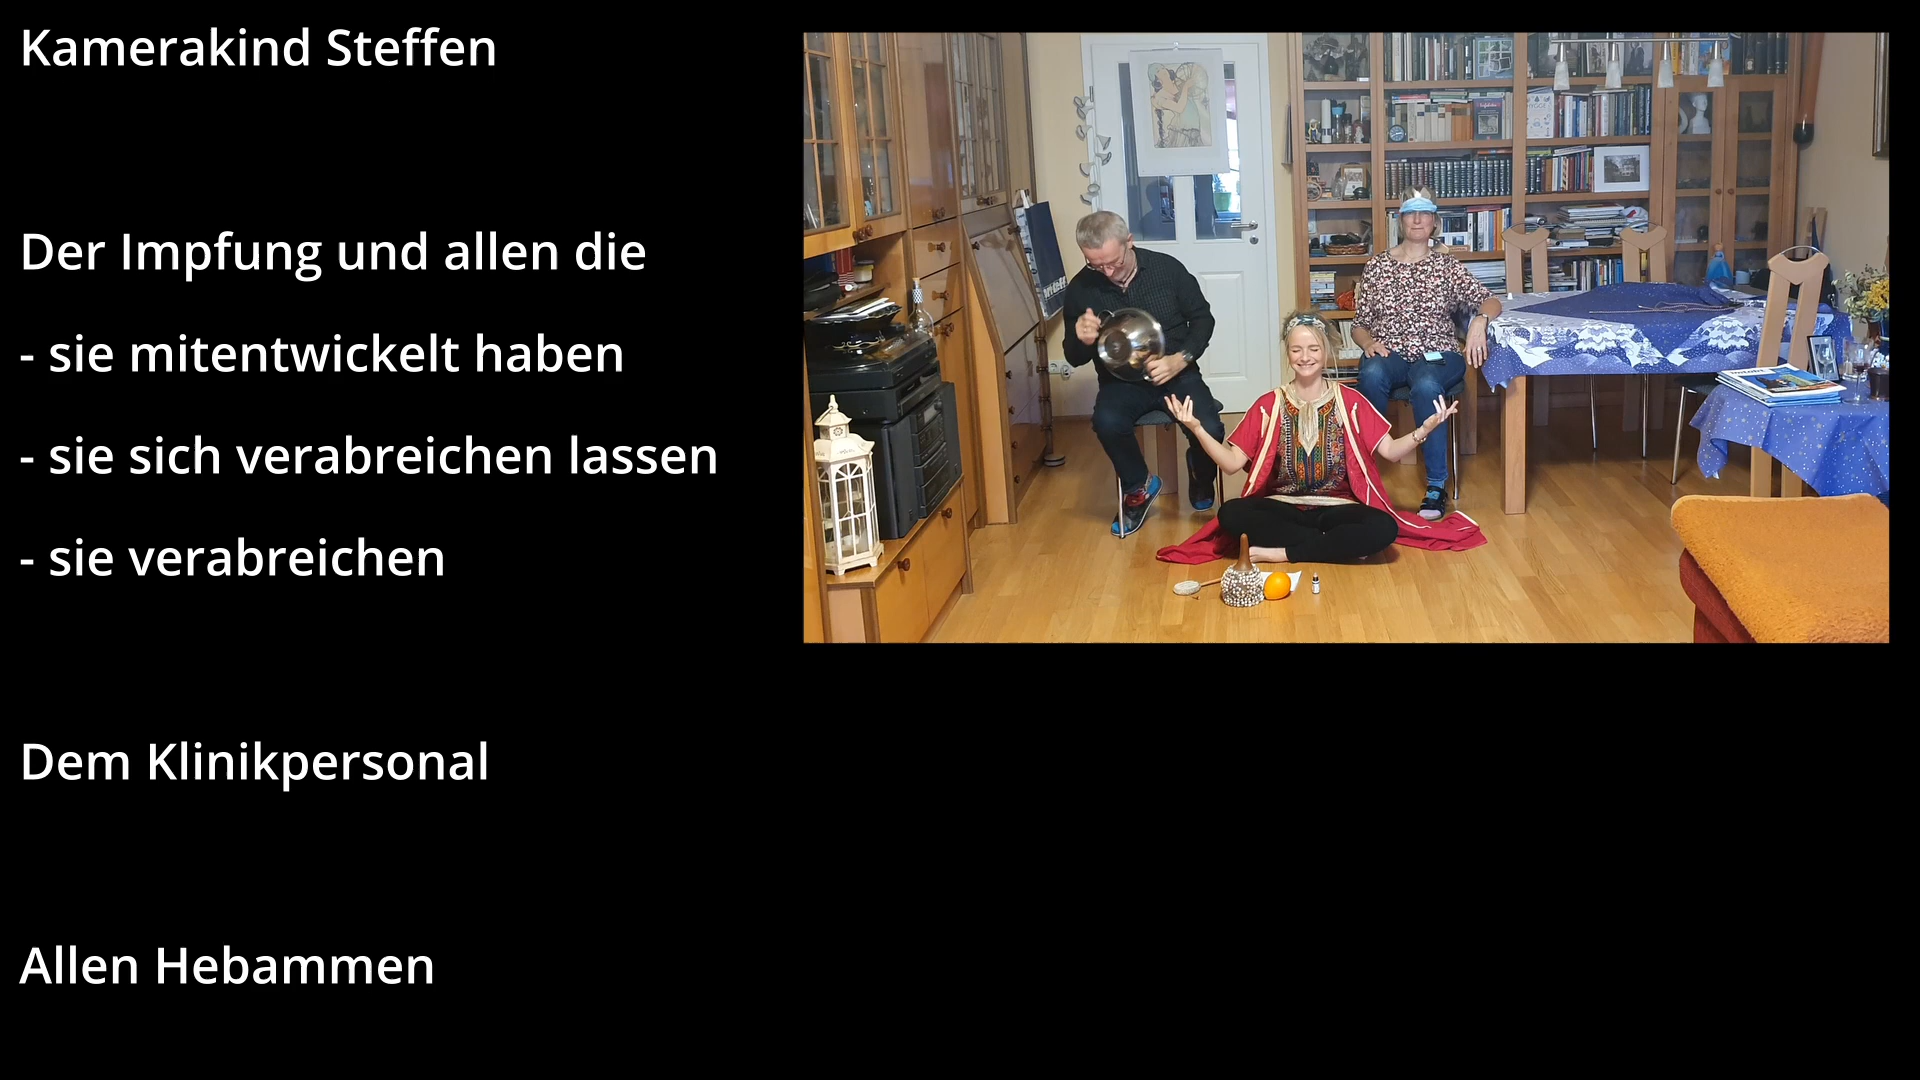 Kamerakind Steffen
Der Impfung und allen die
- sie mitentwickelt haben
- sie sich verabreichen lassen
- sie verabreichen
Dem Klinikpersonal
Allen Hebammen